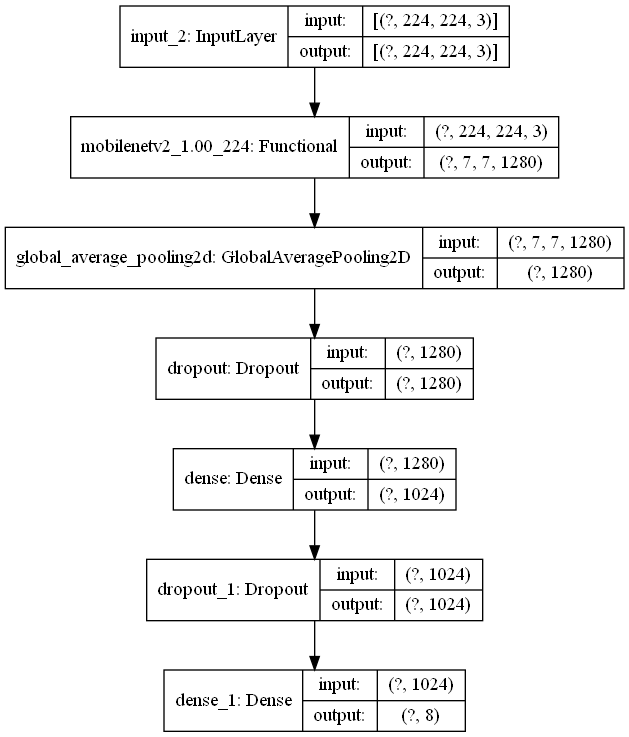 input_2: InputLayer
input:
[(?, 224, 224, 3)]
output:
[(?, 224, 224, 3)]
mobilenetv2_1.00_224: Functional
input:
(?, 224, 224, 3)
output:
(?, 7, 7, 1280)
global_average_pooling2d: GlobalAveragePooling2D
input:
(?, 7, 7, 1280)
output:
(?, 1280)
dropout: Dropout
input:
(?, 1280)
output:
(?, 1280)
dense: Dense
input:
(?, 1280)
output:
(?, 1024)
dropout_1: Dropout
input:
(?, 1024)
output:
(?, 1024)
dense_1: Dense
input:
(?, 1024)
output:
(?, 8)